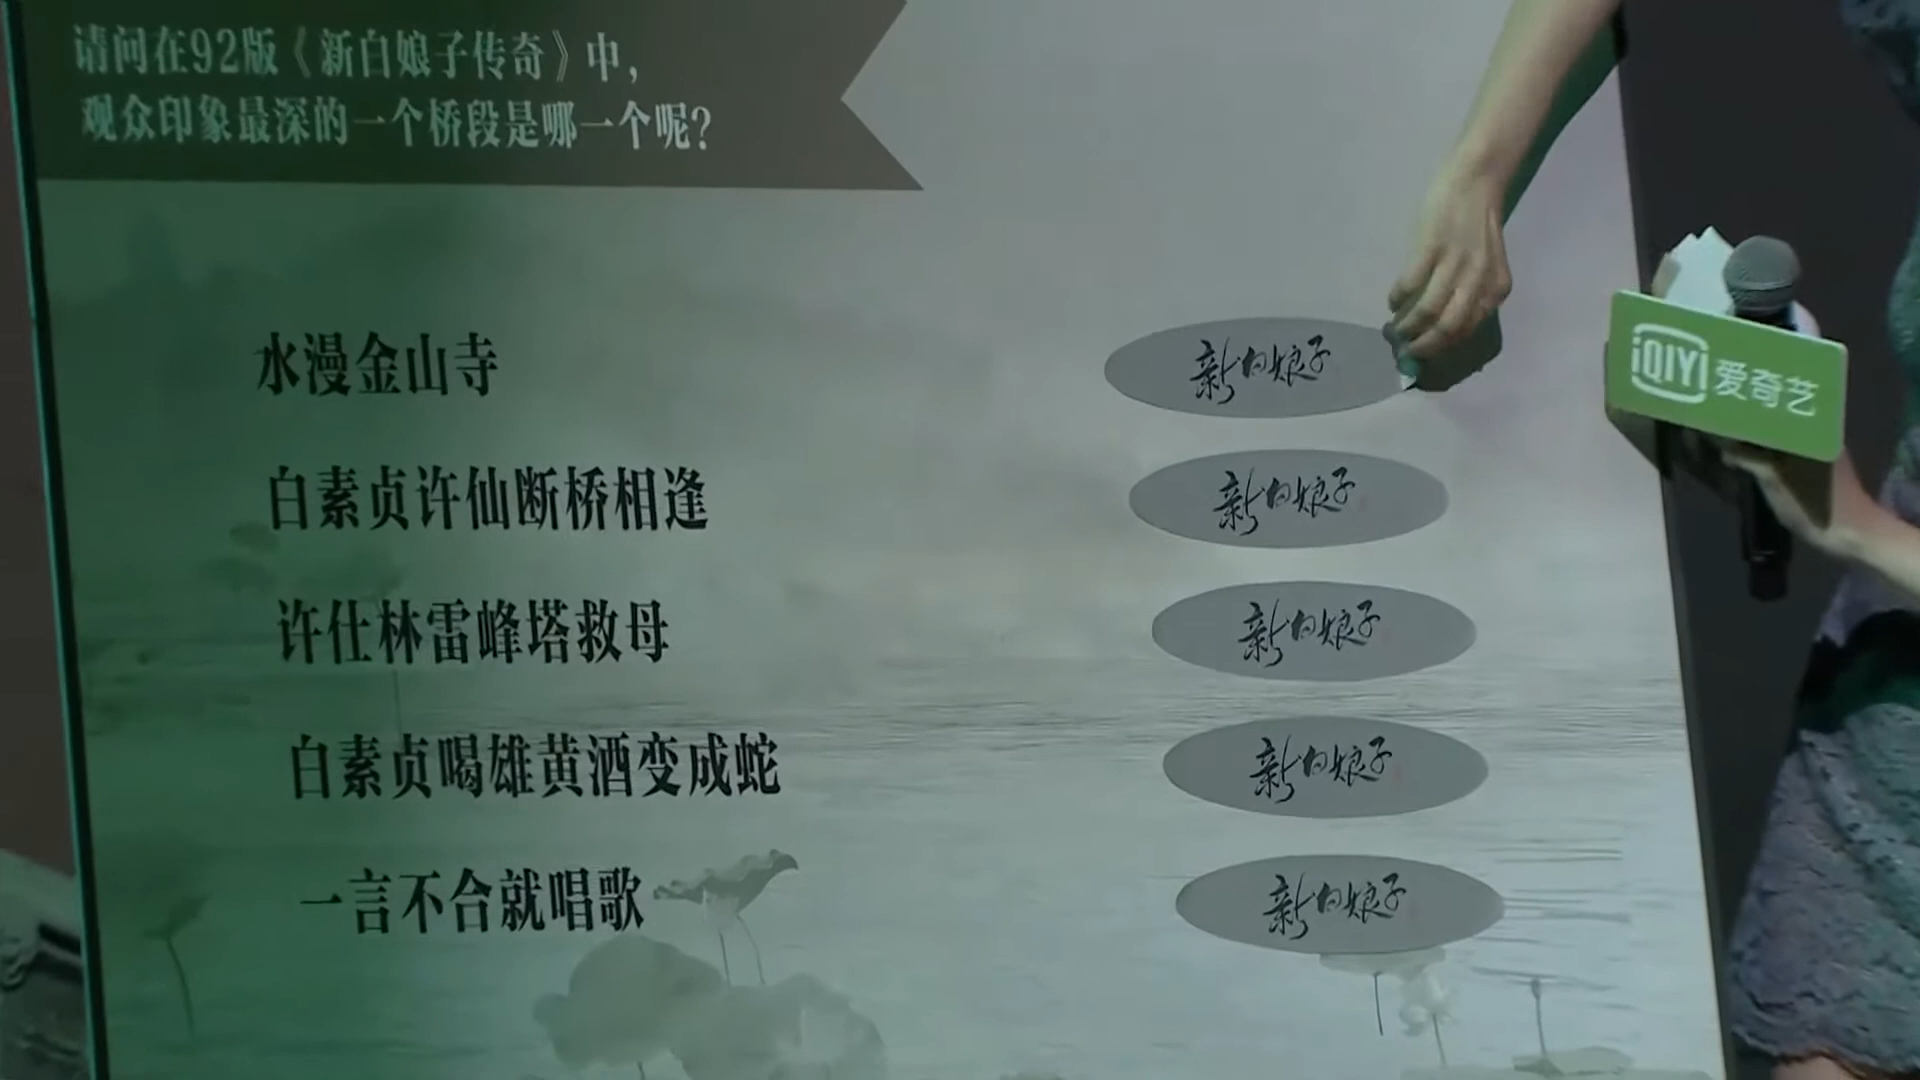 请问在92版《新白娘子传奇》中，
观众印象最深的一个桥段是哪一个呢？
水漫金山寺
新白娘子
白素贞许仙断桥相逢
新白娘子
许仕林雷峰塔救母
新白娘子
白素贞喝雄黄酒变成蛇
新白娘子
一言不合就唱歌
新白娘子
iQIYI 爱奇艺